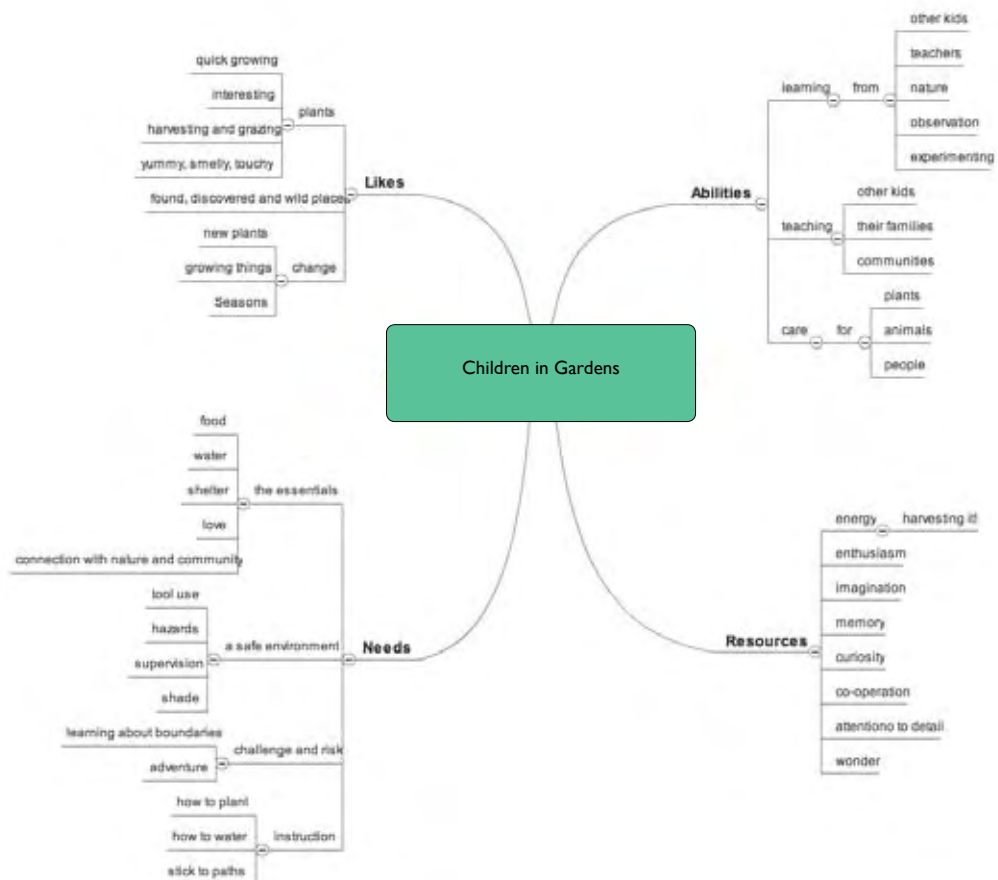 Children in Gardens
Likes
plants
quick growing
interesting
harvesting and grazing
yummy, smelly, touchy
found, discovered and wild places
change
new plants
growing things
Seasons
Abilities
learning
from
other kids
teachers
nature
observation
experimenting
teaching
other kids
their families
communities
care
for
plants
animals
people
Needs
the essentials
food
water
shelter
love
connection with nature and community
a safe environment
tool use
hazards
supervision
shade
challenge and risk
learning about boundaries
adventure
instruction
how to plant
how to water
stick to paths
Resources
energy
harvesting it!
enthusiasm
imagination
memory
curiosity
co-operation
attentiono to detail
wonder